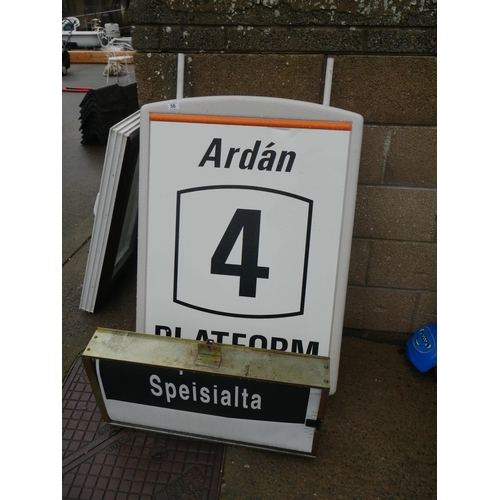 Ardán
4
PLATFORM
Speisialta